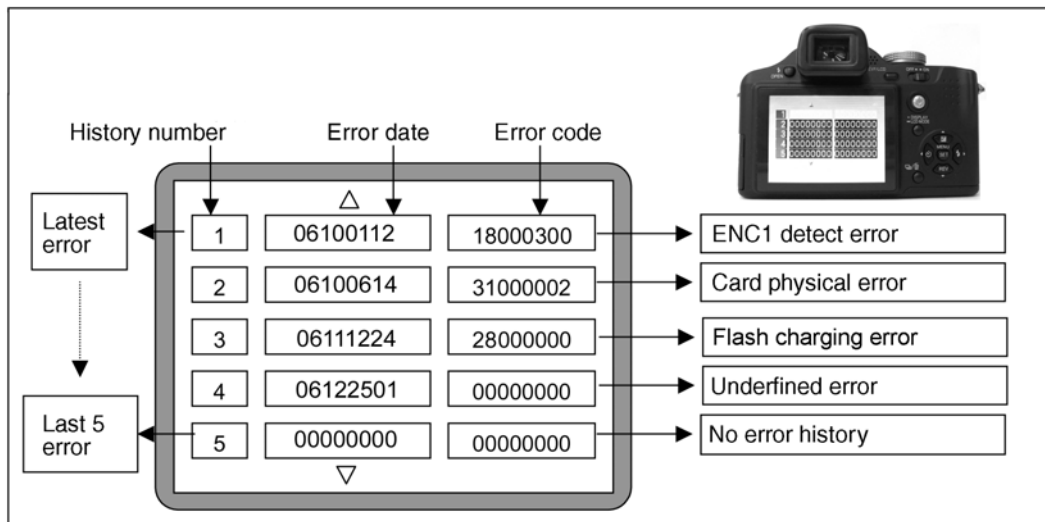 History number
Error date
Error code
Latest
error
Last 5
error
1 06100112 18000300 ENC1 detect error
2 06100614 31000002 Card physical error
3 06111224 28000000 Flash charging error
4 06122501 00000000 Underfined error
5 00000000 00000000 No error history